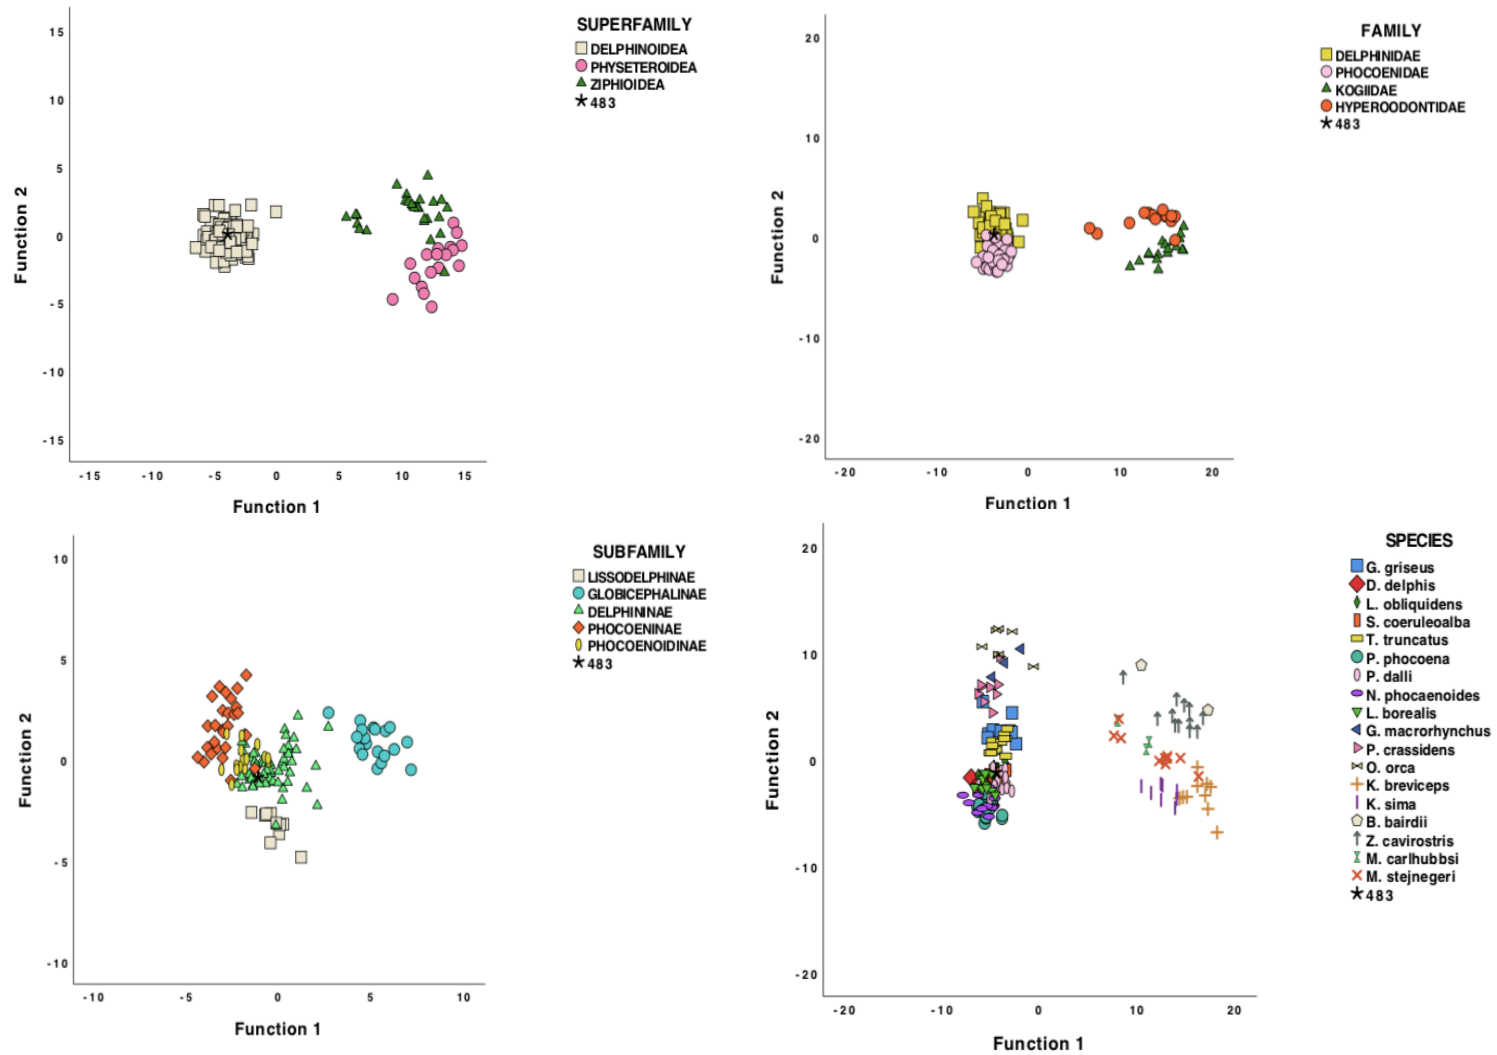 SUPERFAMILY
DELPHINOIDEA
PHYSETEROIDEA
ZIPHIOIDEA
483
15
10
5
0
-5
-10
-15
Function 2
-15 -10 -5 0 5 10 15
Function 1
FAMILY
DELPHINIDAE
PHOCOENIDAE
KOGIIDAE
HYPEROODONTIDAE
483
20
10
0
-10
-20
Function 2
-20 -10 0 10 20
Function 1
SUBFAMILY
LISSODELPHINAE
GLOBICEPHALINAE
DELPHININAE
PHOCOENINAE
PHOCOENOIDINAE
483
10
5
0
-5
-10
Function 2
-10 -5 0 5 10
Function 1
SPECIES
G. griseus
D. delphis
L. obliquidens
S. coeruleoalba
T. truncatus
P. phocoena
P. dalli
N. phocaenoides
L. borealis
G. macrorhynchus
P. crassidens
O. orca
K. breviceps
K. sima
B. bairdii
Z. cavirostris
M. carlhubbsi
M. stejnegeri
483
20
10
0
-10
-20
Function 2
-20 -10 0 10 20
Function 1